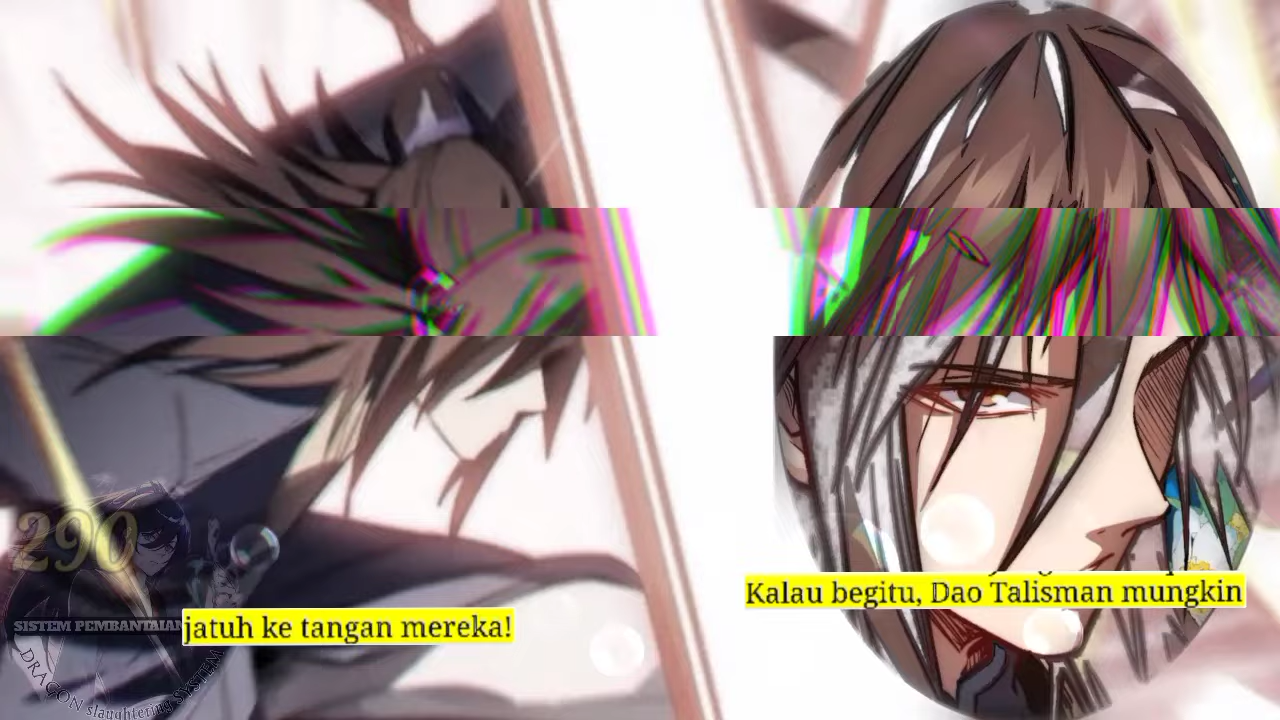 Kalau begitu, Dao Talisman mungkin
jatuh ke tangan mereka!
290
SISTEM PEMBANTAIAN
DRAGON slaughtering SYSTEM